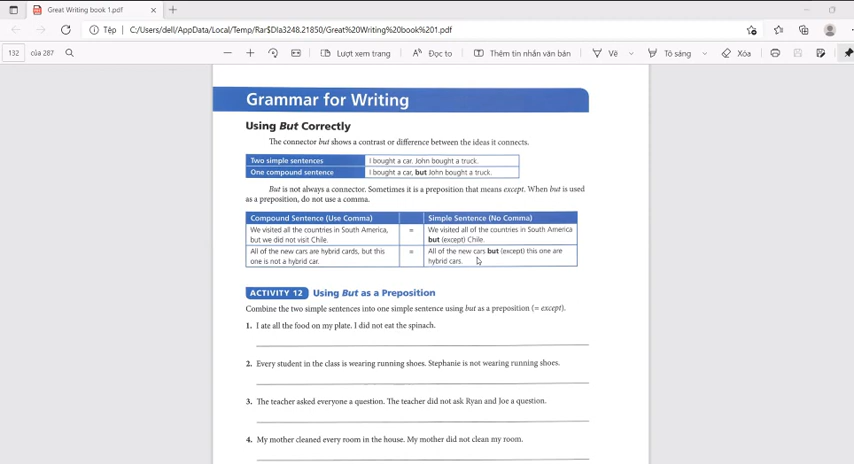 Great Writing book 1.pdf
Tệp
C:/Users/dell/AppData/Local/Temp/Rar$DIa3248.21850/Great%20Writing%20book%201.pdf
132 của 287 Lượt xem trang Đọc to Thêm tin nhắn văn bản Vẽ Tô sáng Xóa
Grammar for Writing
Using But Correctly
The connector but shows a contrast or difference between the ideas it connects.
Two simple sentences I bought a car. John bought a truck.
One compound sentence I bought a car, but John bought a truck.
But is not always a connector. Sometimes it is a preposition that means except. When but is used
as a preposition, do not use a comma.
Compound Sentence (Use Comma) Simple Sentence (No Comma)
We visited all the countries in South America, = We visited all of the countries in South America
but we did not visit Chile. but (except) Chile.
All of the new cars are hybrid cards, but this = All of the new cars but (except) this one are
one is not a hybrid car. hybrid cars.
ACTIVITY 12 Using But as a Preposition
Combine the two simple sentences into one simple sentence using but as a preposition (= except).
1. I ate all the food on my plate. I did not eat the spinach.
2. Every student in the class is wearing running shoes. Stephanie is not wearing running shoes.
3. The teacher asked everyone a question. The teacher did not ask Ryan and Joe a question.
4. My mother cleaned every room in the house. My mother did not clean my room.